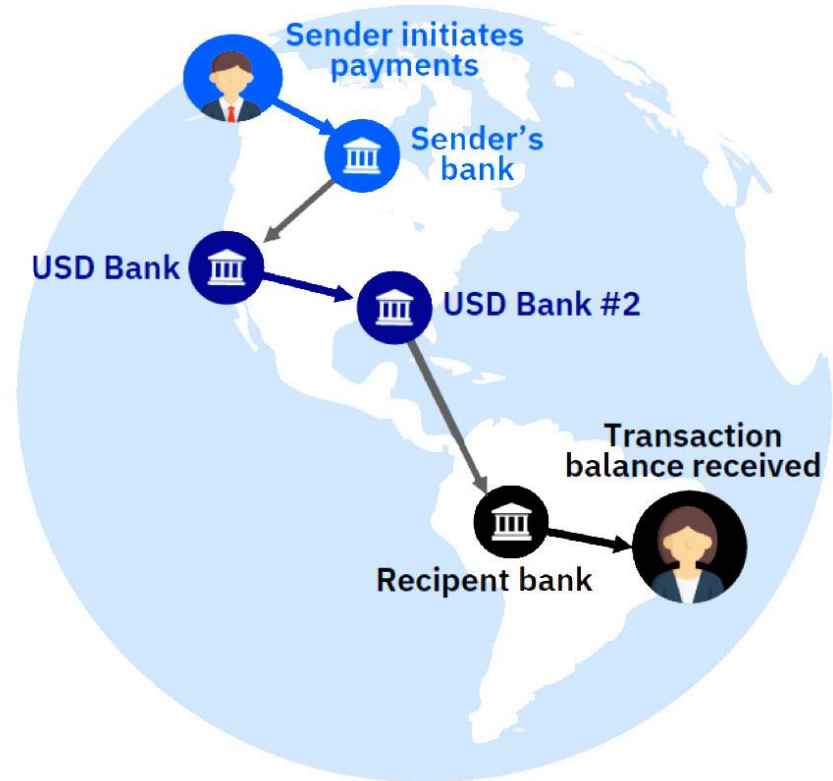 Sender initiates
payments
Sender's
bank
USD Bank
USD Bank #2
Transaction
balance received
Recipent bank